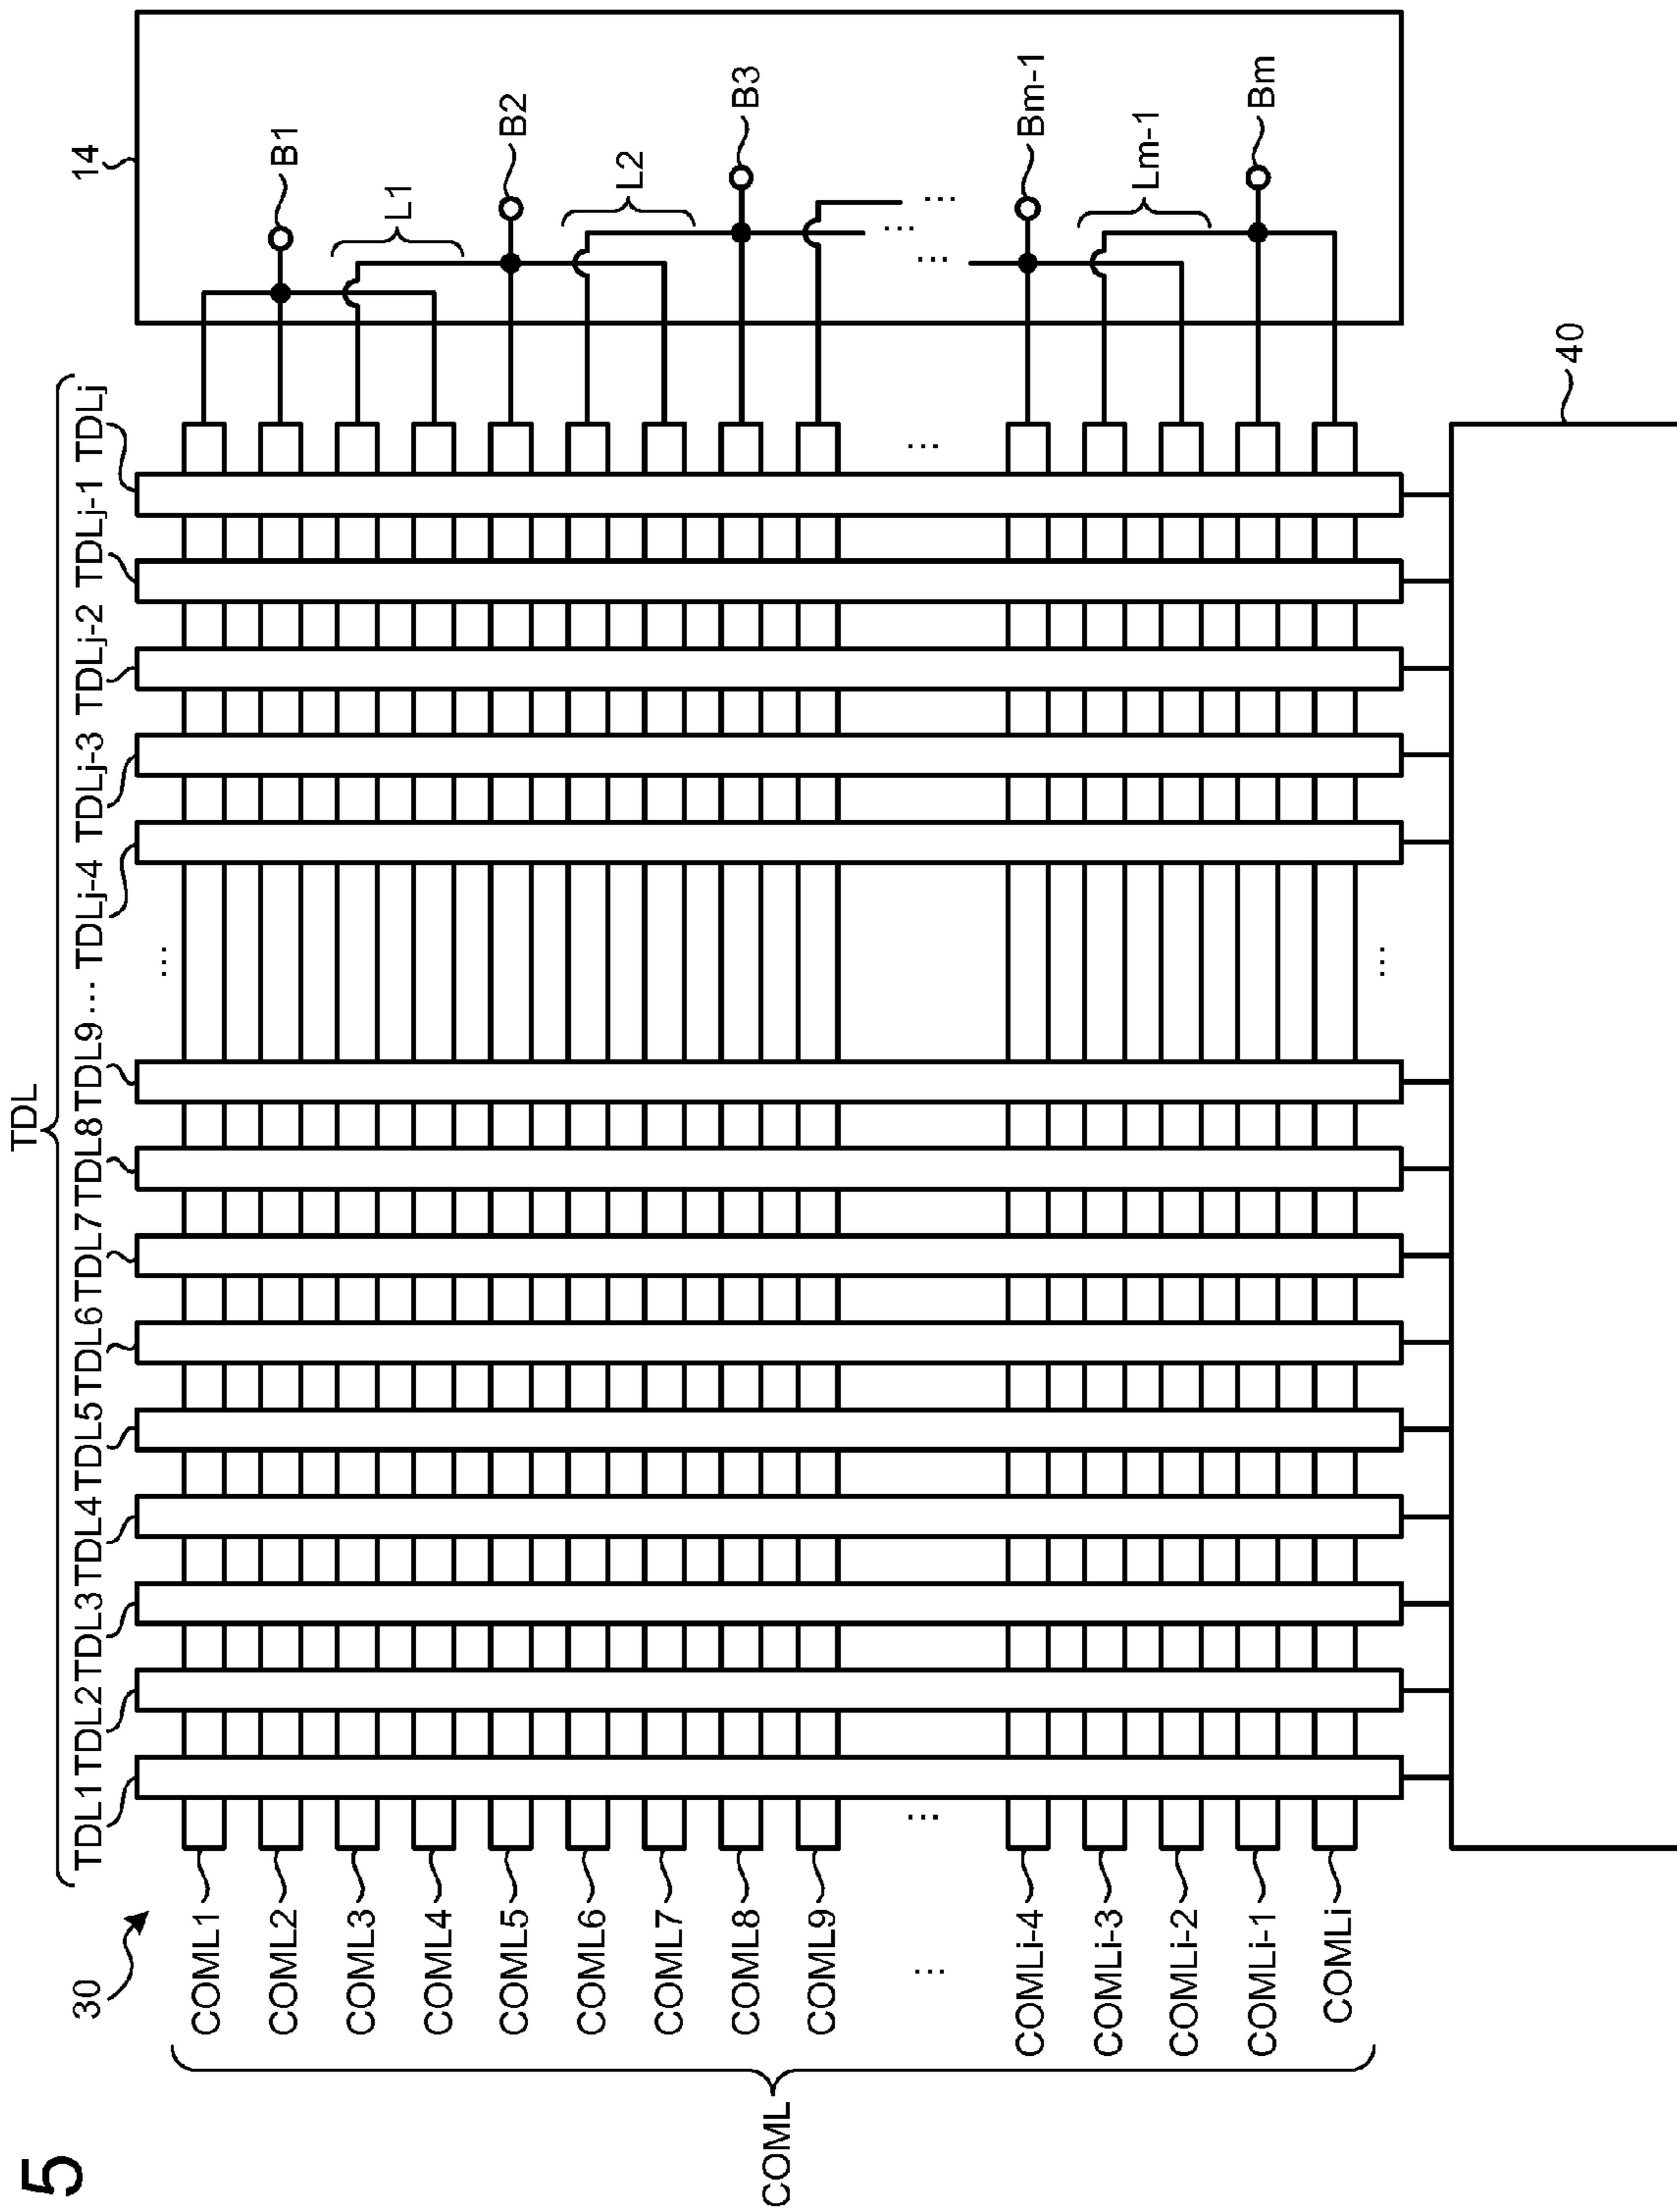 5
30
TDL
TDL1 TDL2 TDL3 TDL4 TDL5 TDL6 TDL7 TDL8 TDL9 ... TDLj-4 TDLj-3 TDLj-2 TDLj-1 TDLj
14
COML
COML1
COML2
COML3
COML4
COML5
COML6
COML7
COML8
COML9
...
COMLi-4
COMLi-3
COMLi-2
COMLi-1
COMLi
...
...
...
...
B1
L1
B2
L2
B3
...
...
...
Bm-1
Lm-1
Bm
40